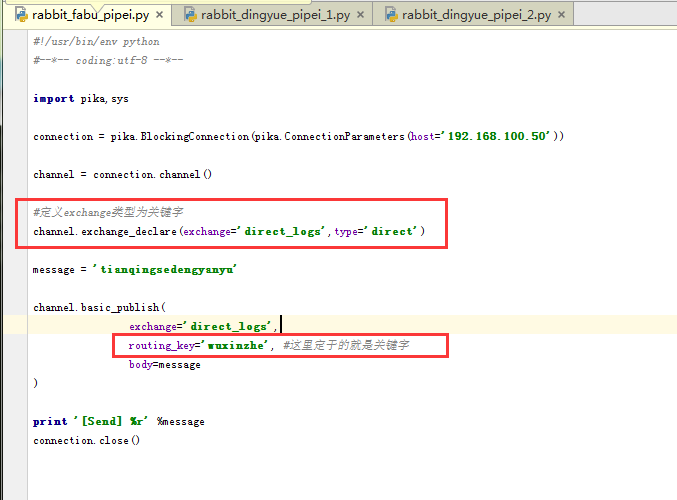 rabbit_fabu_pipei.py × rabbit_dingyue_pipei_1.py × rabbit_dingyue_pipei_2.py ×
#!/usr/bin/env python
#--*-- coding:utf-8 --*--
import pika,sys
connection = pika.BlockingConnection(pika.ConnectionParameters(host='192.168.100.50'))
channel = connection.channel()
#定义exchange类型为关键字
channel.exchange_declare(exchange='direct_logs',type='direct')
message = 'tianqingsedengyanyu'
channel.basic_publish(
exchange='direct_logs',
routing_key='wuxinzhe', #这里定于的就是关键字
body=message
)
print '[Send] %r' %message
connection.close()